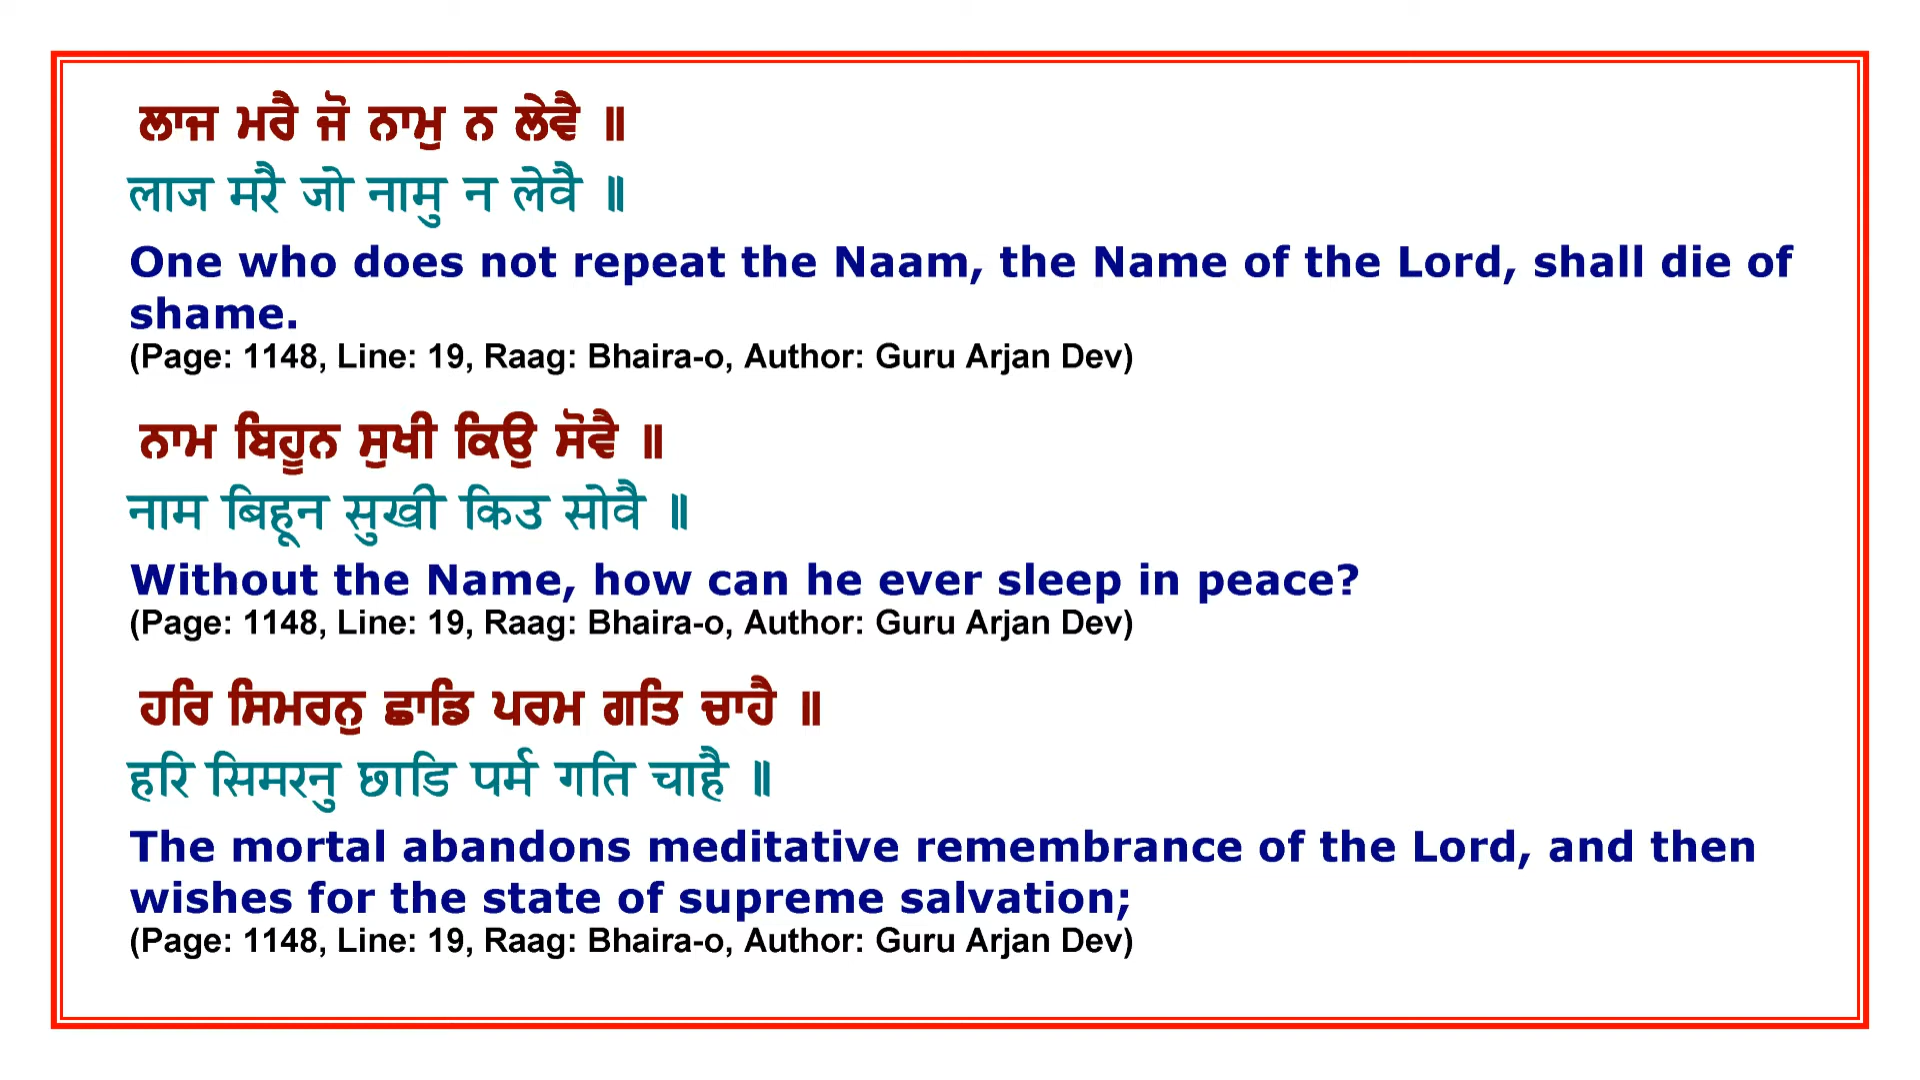 ਲਾਜ ਮਰੈ ਜੋ ਨਾਮੁ ਨ ਲੇਵੈ ॥
लाज मरै जो नामु न लेवै ॥
One who does not repeat the Naam, the Name of the Lord, shall die of
shame.
(Page: 1148, Line: 19, Raag: Bhaira-o, Author: Guru Arjan Dev)
ਨਾਮ ਬਿਹੂਨ ਸੁਖੀ ਕਿਉ ਸੋਵੈ ॥
नाम बिहून सुखी किउ सोवै ॥
Without the Name, how can he ever sleep in peace?
(Page: 1148, Line: 19, Raag: Bhaira-o, Author: Guru Arjan Dev)
ਹਰਿ ਸਿਮਰਨੁ ਛਾਡਿ ਪਰਮ ਗਤਿ ਚਾਹੈ ॥
हरि सिमरनु छाडि पर्म गति चाहै ॥
The mortal abandons meditative remembrance of the Lord, and then
wishes for the state of supreme salvation;
(Page: 1148, Line: 19, Raag: Bhaira-o, Author: Guru Arjan Dev)